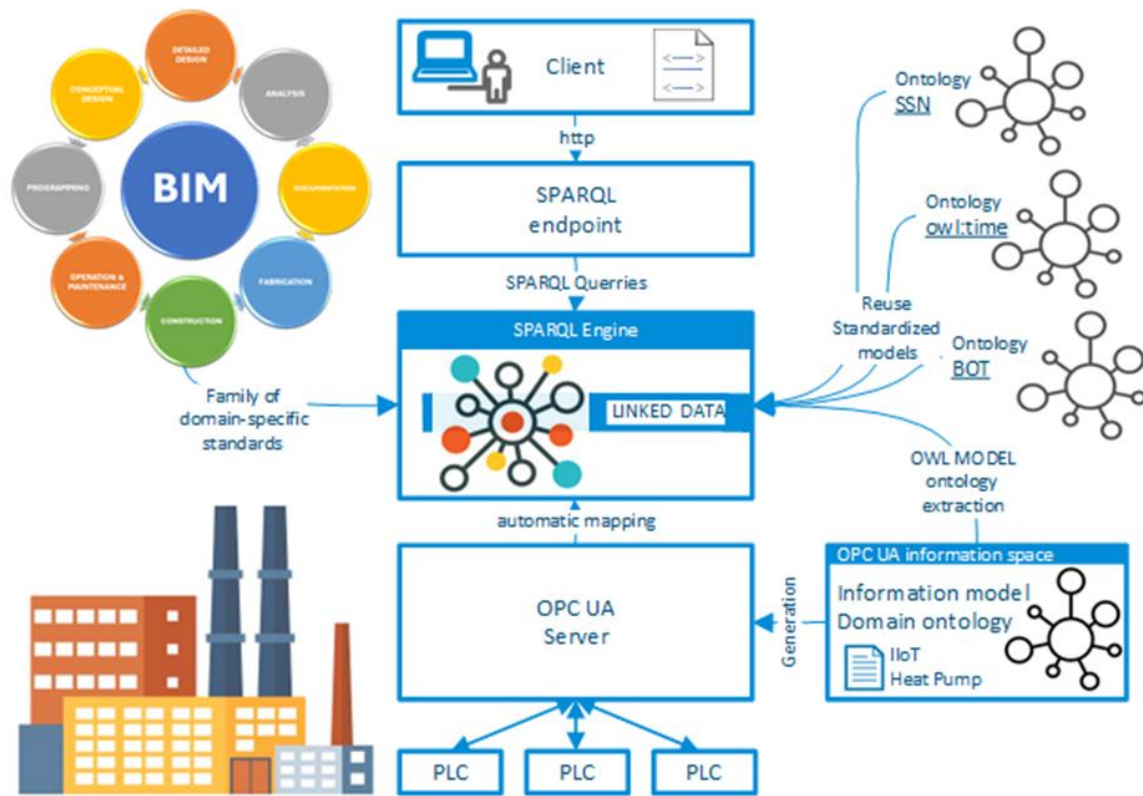 DETAILED
DESIGN
CONCEPTUAL
DESIGN
ANALYSIS
PROGRAMMING
BIM
DOCUMENTATION
OPERATION &
MAINTENANCE
FABRICATION
CONSTRUCTION
Family of
domain-specific
standards
Client
http
SPARQL
endpoint
SPARQL Querries
SPARQL Engine
LINKED DATA
automatic mapping
OPC UA
Server
PLC
PLC
PLC
Ontology
SSN
Ontology
owl:time
Reuse
Standardized
models
Ontology
BOT
OWL MODEL
ontology
extraction
OPC UA information space
Information model
Domain ontology
IIoT
Heat Pump
Generation